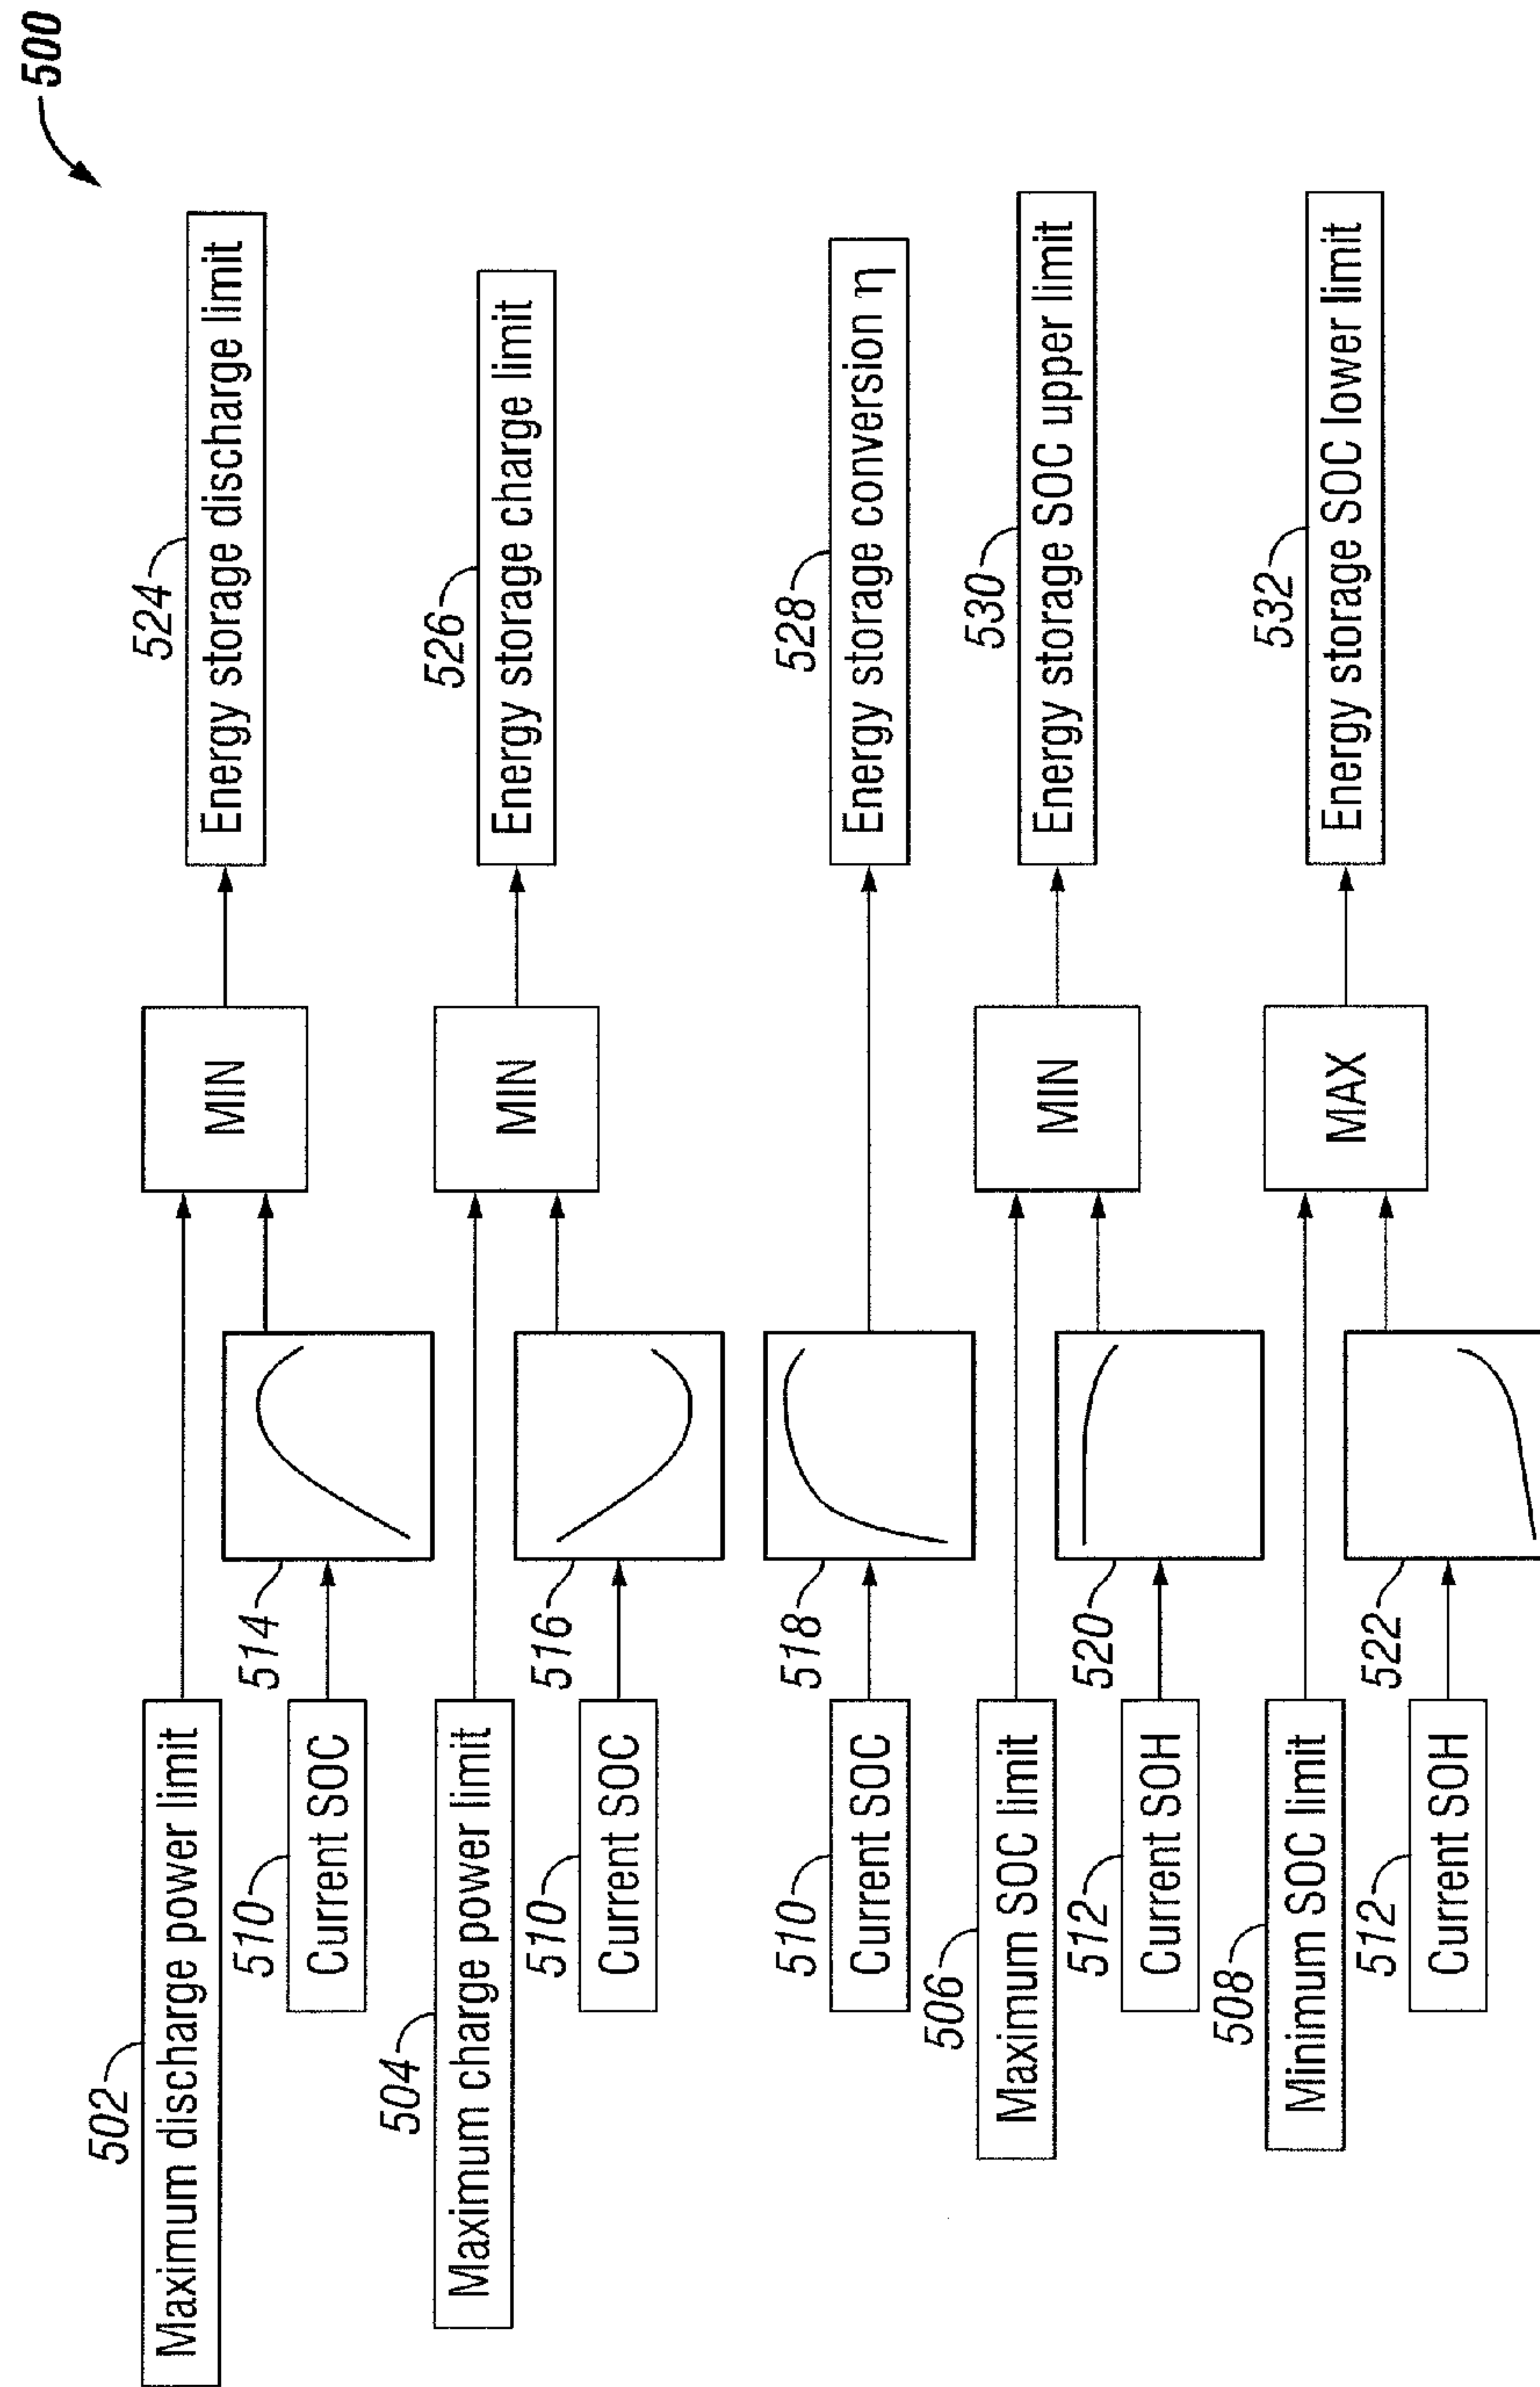 500
502
Maximum discharge power limit
510
Current SOC
514
MIN
524
Energy storage discharge limit
504
Maximum charge power limit
510
Current SOC
516
MIN
526
Energy storage charge limit
510
Current SOC
518
528
Energy storage conversion η
506
Maximum SOC limit
512
Current SOH
520
MIN
530
Energy storage SOC upper limit
508
Minimum SOC limit
512
Current SOH
522
MAX
532
Energy storage SOC lower limit